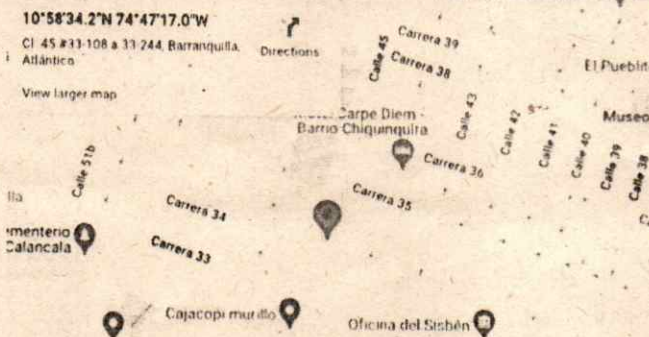 10°58'34.2"N 74°47'17.0"W
Cl. 45 #33-108 a 33-244, Barranquilla,
Atlántico
Directions
View larger map
Carrera 39
Calle 45
Carrera 38
El Pueblito
Carpe Diem -
Barrio Chiquinquira
Calle 43
Calle 42
Calle 41
Calle 40
Calle 39
Calle 38
Museo
Carrera 36
Calle 51b
Carrera 35
lla
Carrera 34
ementerio
Calancala
Carrera 33
Cajacopi murillo
Oficina del Sisbén